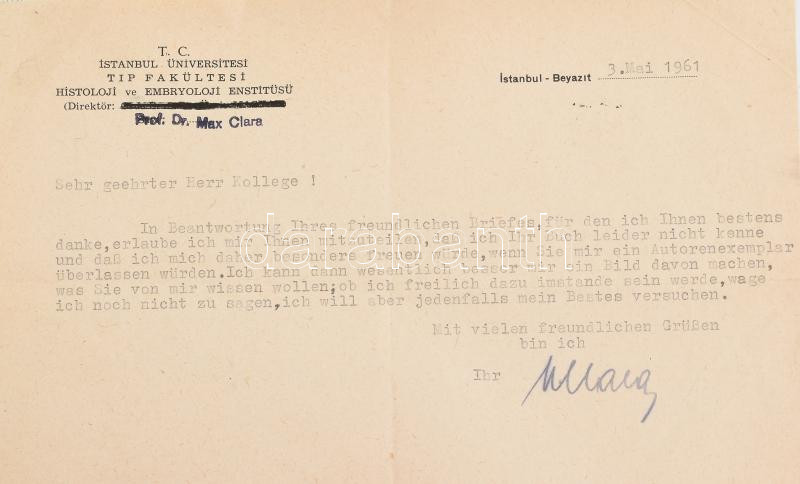 T. C.
İSTANBUL ÜNİVERSİTESİ
TIP FAKÜLTESİ
HISTOLOJİ ve EMBRYOLOJİ ENSTİTÜSÜ
(Direktör:
Prof. Dr. Max Clara
İstanbul - Beyazıt 3.Mai 1961
Sehr geehrter Herr Kollege !
In Beantwortung Ihres freundlichen Briefes,für den ich Ihnen bestens
danke,erlaube ich mir Ihnen mitzuteilen,daß ich Ihr Buch leider nicht kenne
und daß ich mich daher besonders freuen würde,wenn Sie mir ein Autorenexemplar
überlassen würden.Ich kann dann wesentlich besser mir ein Bild davon machen,
was Sie von mir wissen wollen;ob ich freilich dazu imstande sein werde,wage
ich noch nicht zu sagen,ich will aber jedenfalls mein Bestes versuchen.
Mit vielen freundlichen Grüßen
bin ich
Ihr MClara
darabanth